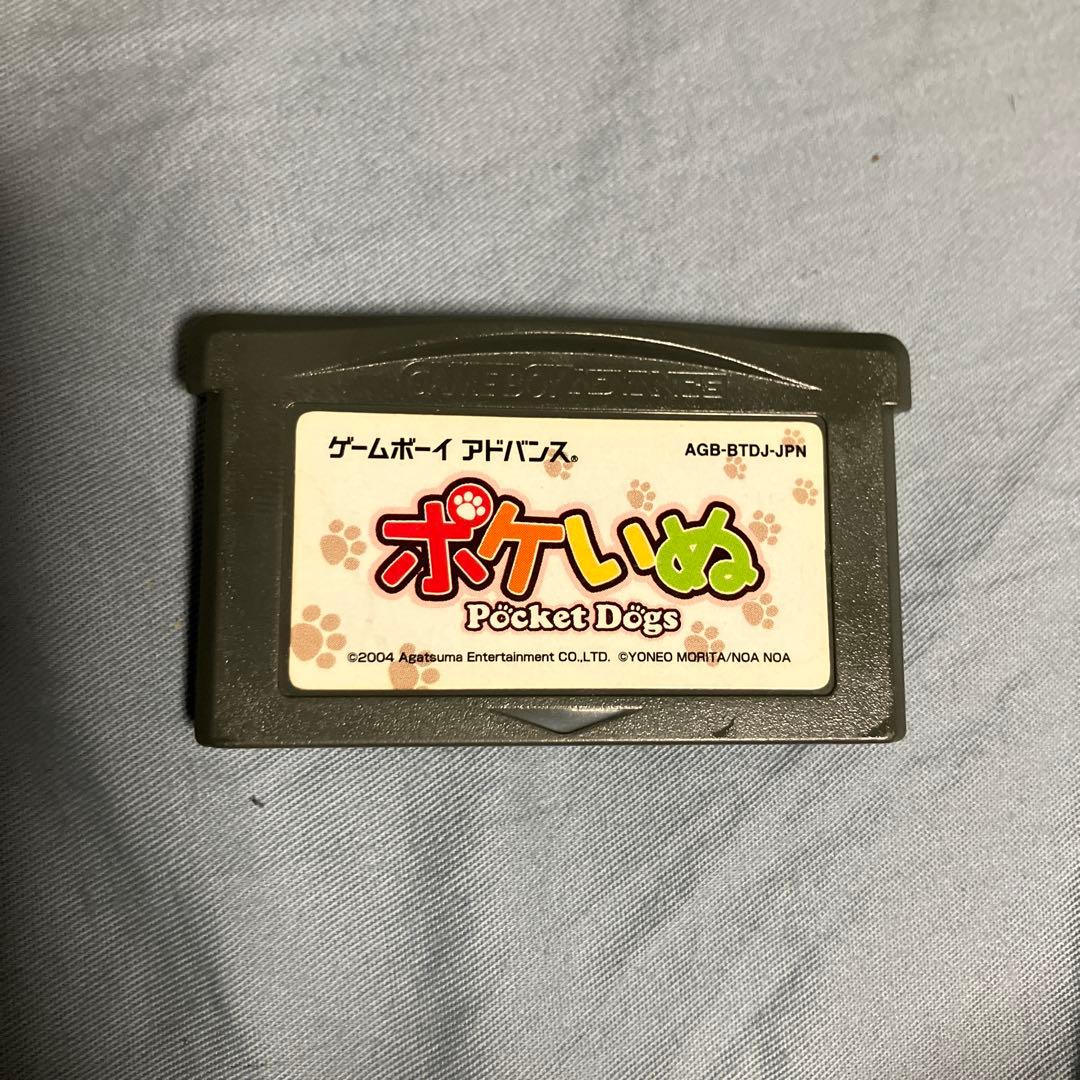 GAME BOY ADVANCE
ゲームボーイ アドバンス®
AGB-BTDJ-JPN
ポケいぬ
Pocket Dogs
©2004 Agatsuma Entertainment CO.,LTD. ©YONEO MORITA/NOA NOA